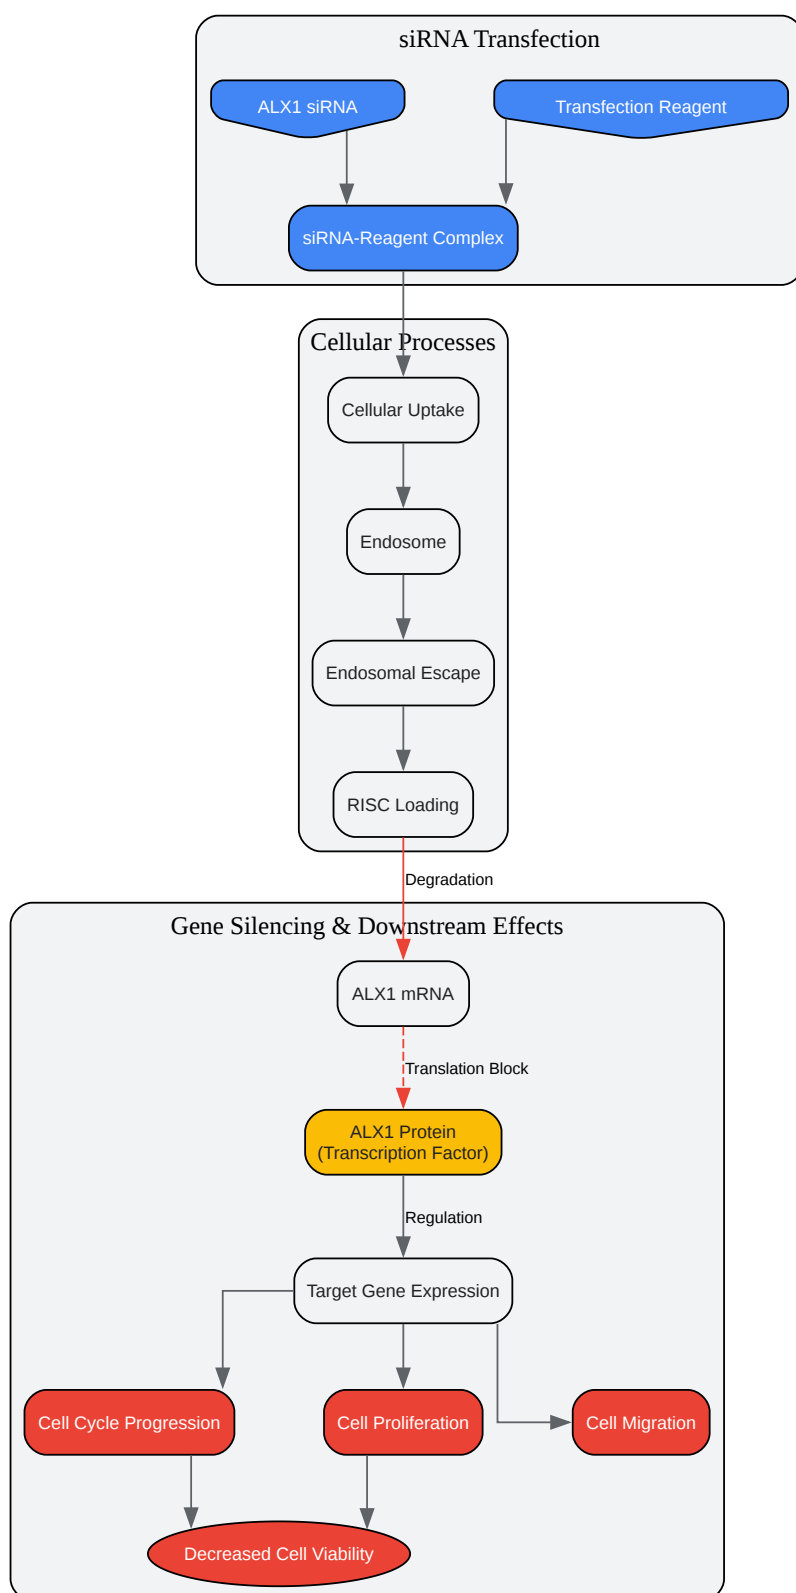 siRNA Transfection
ALX1 siRNA
Transfection Reagent
siRNA-Reagent Complex
Cellular Processes
Cellular Uptake
Endosome
Endosomal Escape
RISC Loading
Degradation
Gene Silencing & Downstream Effects
ALX1 mRNA
Translation Block
ALX1 Protein
(Transcription Factor)
Regulation
Target Gene Expression
Cell Cycle Progression
Cell Proliferation
Cell Migration
Decreased Cell Viability